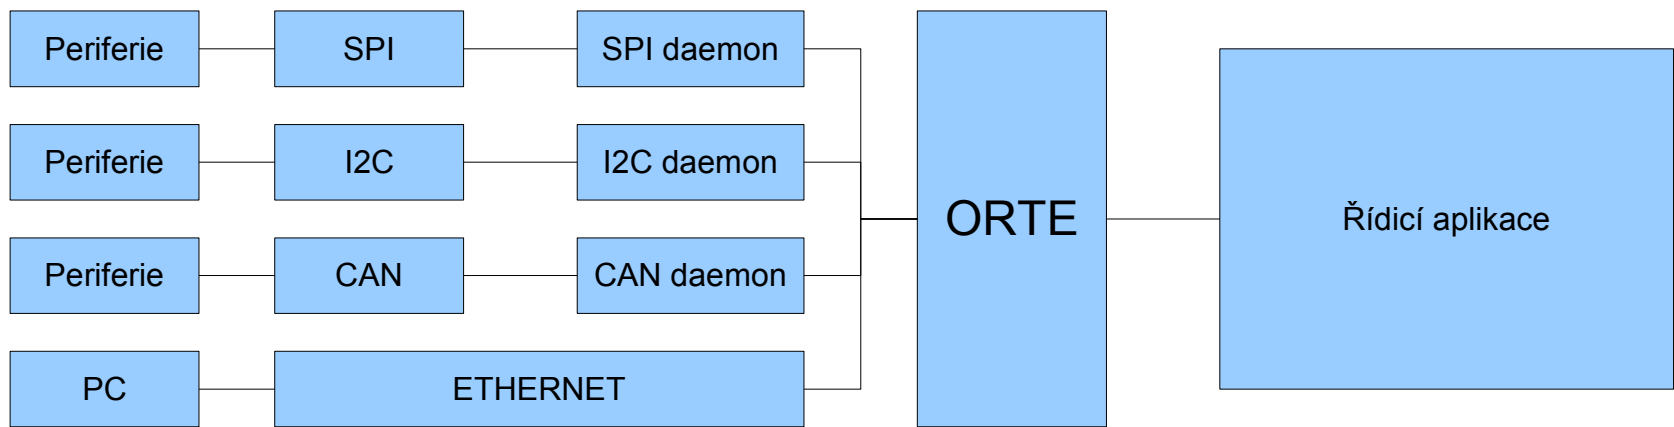 Periferie
SPI
SPI daemon
Periferie
I2C
I2C daemon
Periferie
CAN
CAN daemon
PC
ETHERNET
ORTE
Řídicí aplikace